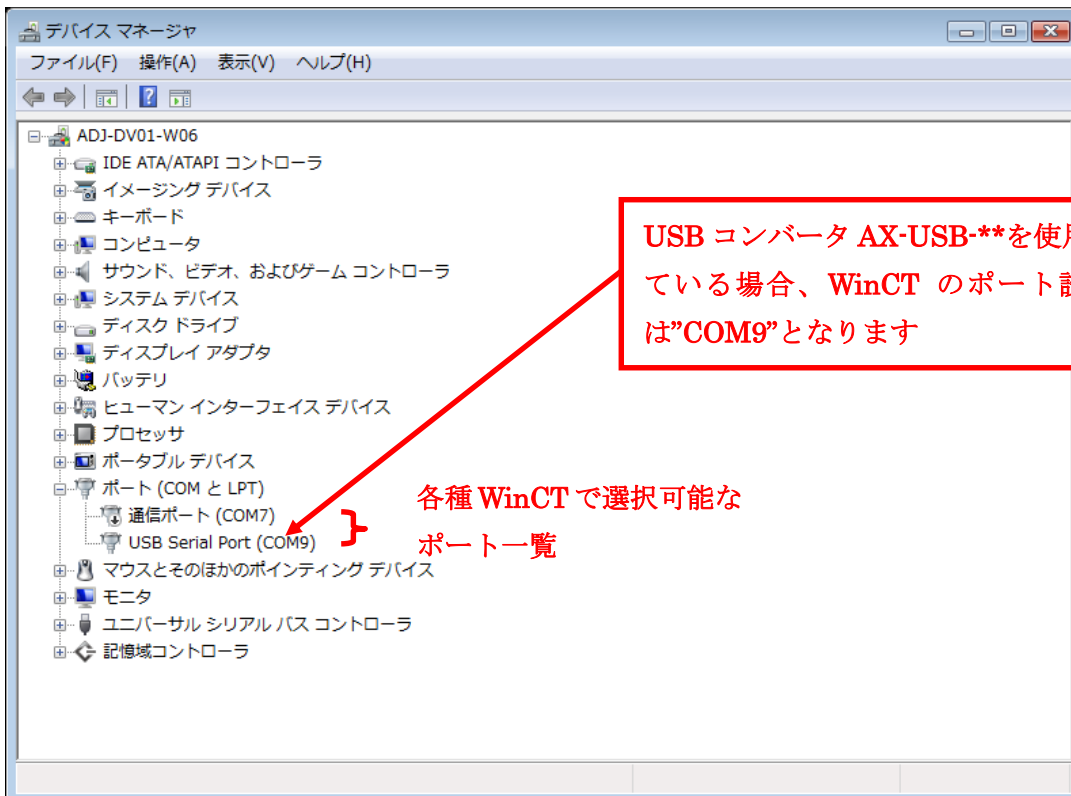 デバイス マネージャ
ファイル(F) 操作(A) 表示(V) ヘルプ(H)
ADJ-DV01-W06
IDE ATA/ATAPI コントローラ
イメージング デバイス
キーボード
コンピュータ
サウンド、ビデオ、およびゲーム コントローラ
システム デバイス
ディスク ドライブ
ディスプレイ アダプタ
バッテリ
ヒューマン インターフェイス デバイス
プロセッサ
ポータブル デバイス
ポート (COM と LPT)
通信ポート (COM7)
USB Serial Port (COM9)
マウスとそのほかのポインティング デバイス
モニタ
ユニバーサル シリアル バス コントローラ
記憶域コントローラ
USB コンバータ AX-USB-**を使用
ている場合、WinCT のポート設
は”COM9”となります
各種 WinCT で選択可能な
ポート一覧